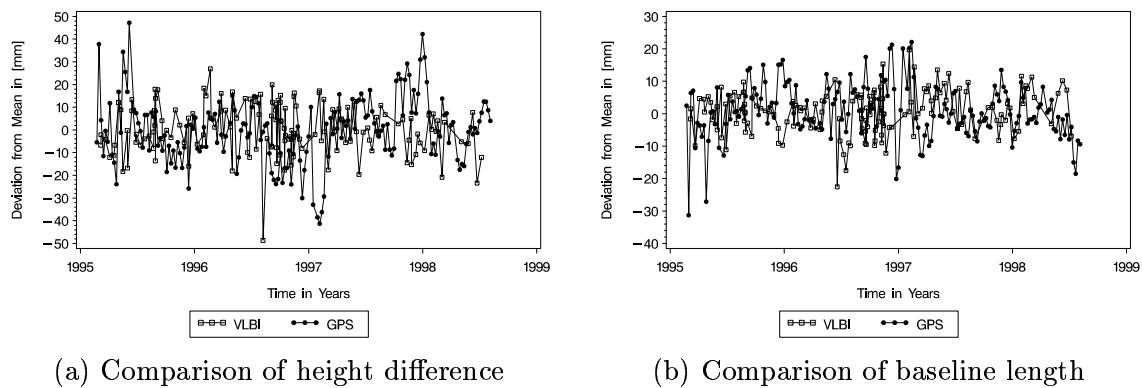 Deviation from Mean in [mm]
50
40
30
20
10
0
−10
−20
−30
−40
−50
1995 1996 1997 1998 1999
Time in Years
VLBI GPS
(a) Comparison of height difference
Deviation from Mean in [mm]
30
20
10
0
−10
−20
−30
−40
1995 1996 1997 1998 1999
Time in Years
VLBI GPS
(b) Comparison of baseline length